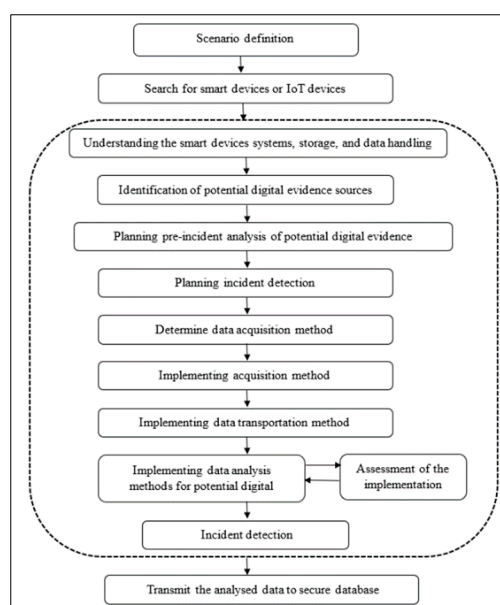 Scenario definition
Search for smart devices or IoT devices
Understanding the smart devices systems, storage, and data handling
Identification of potential digital evidence sources
Planning pre-incident analysis of potential digital evidence
Planning incident detection
Determine data acquisition method
Implementing acquisition method
Implementing data transportation method
Implementing data analysis
methods for potential digital
Assessment of the
implementation
Incident detection
Transmit the analysed data to secure database